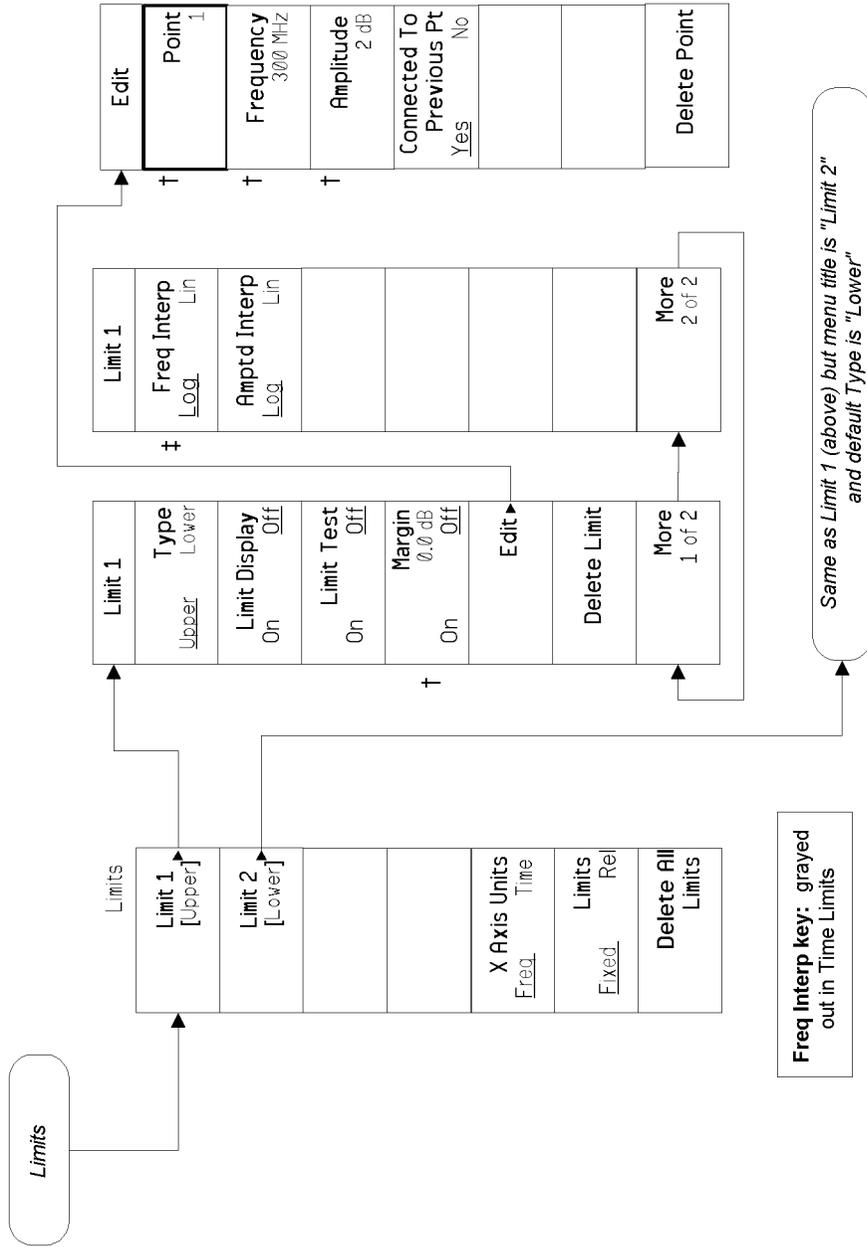 Limits
Limits
Limit 1
[Upper]
Limit 2
[Lower]
X Axis Units
Freq Time
Limits
Fixed Rel
Delete All
Limits
Freq Interp key: grayed
out in Time Limits
Limit 1
Type
Upper Lower
Limit Display
On Off
Limit Test
On Off
†
Margin
0.0 dB
On Off
Edit
Delete Limit
More
1 of 2
Limit 1
‡
Freq Interp
Log Lin
Amptd Interp
Log Lin
More
2 of 2
Edit
†
Point
1
†
Frequency
300 MHz
†
Amplitude
2 dB
Connected To
Previous Pt
Yes No
Delete Point
Same as Limit 1 (above) but menu title is "Limit 2"
and default Type is "Lower"